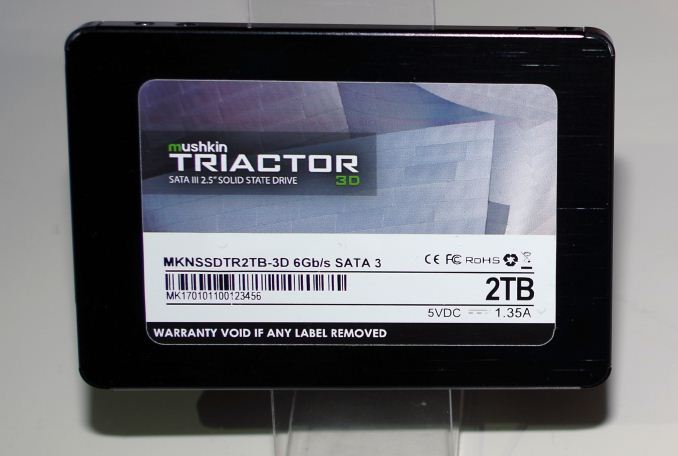 mushkin
TRIACTOR
SATA III 2.5" SOLID STATE DRIVE 3D
MKNSSDTR2TB-3D 6Gb/s SATA 3 CE FC RoHS
MK170101100123456
2TB
5VDC 1.35A
WARRANTY VOID IF ANY LABEL REMOVED